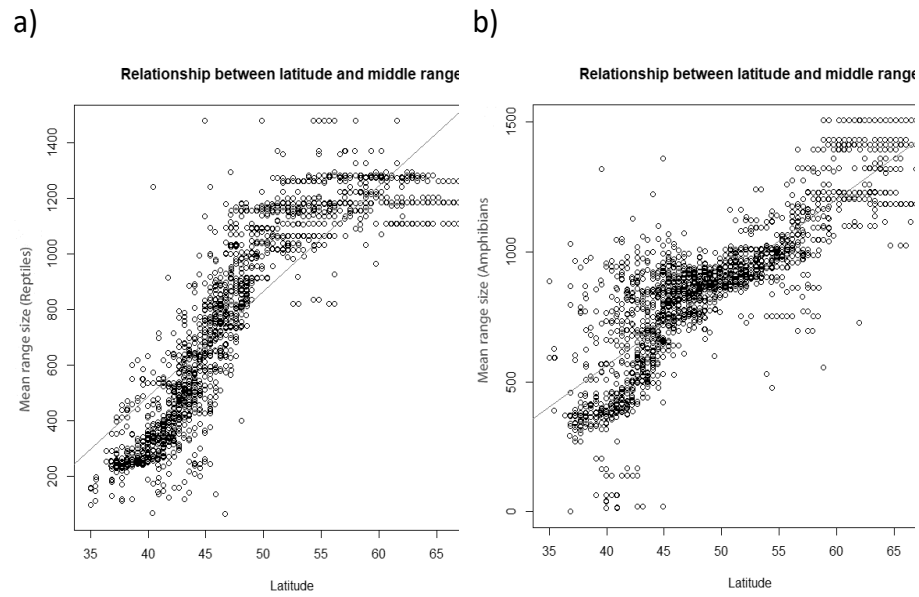 a)
Relationship between latitude and middle range
Mean range size (Reptiles)
1400
1200
1000
800
600
400
200
35 40 45 50 55 60 65
Latitude
b)
Relationship between latitude and middle range
Mean range size (Amphibians)
1500
1000
500
0
35 40 45 50 55 60 65
Latitude